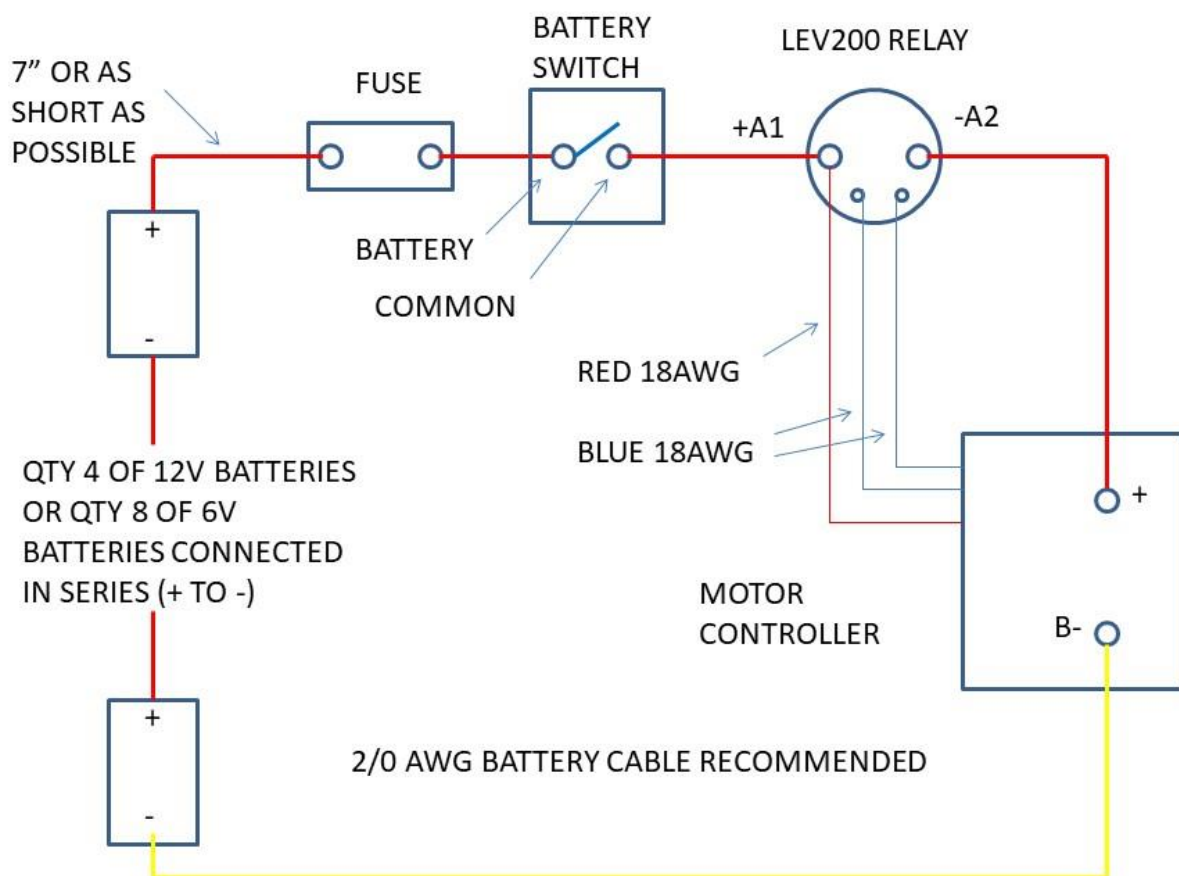 7” OR AS
SHORT AS
POSSIBLE
FUSE
BATTERY
SWITCH
LEV200 RELAY
+A1
-A2
BATTERY
COMMON
+
-
RED 18AWG
BLUE 18AWG
QTY 4 OF 12V BATTERIES
OR QTY 8 OF 6V
BATTERIES CONNECTED
IN SERIES (+ TO -)
+
B-
MOTOR
CONTROLLER
+
-
2/0 AWG BATTERY CABLE RECOMMENDED